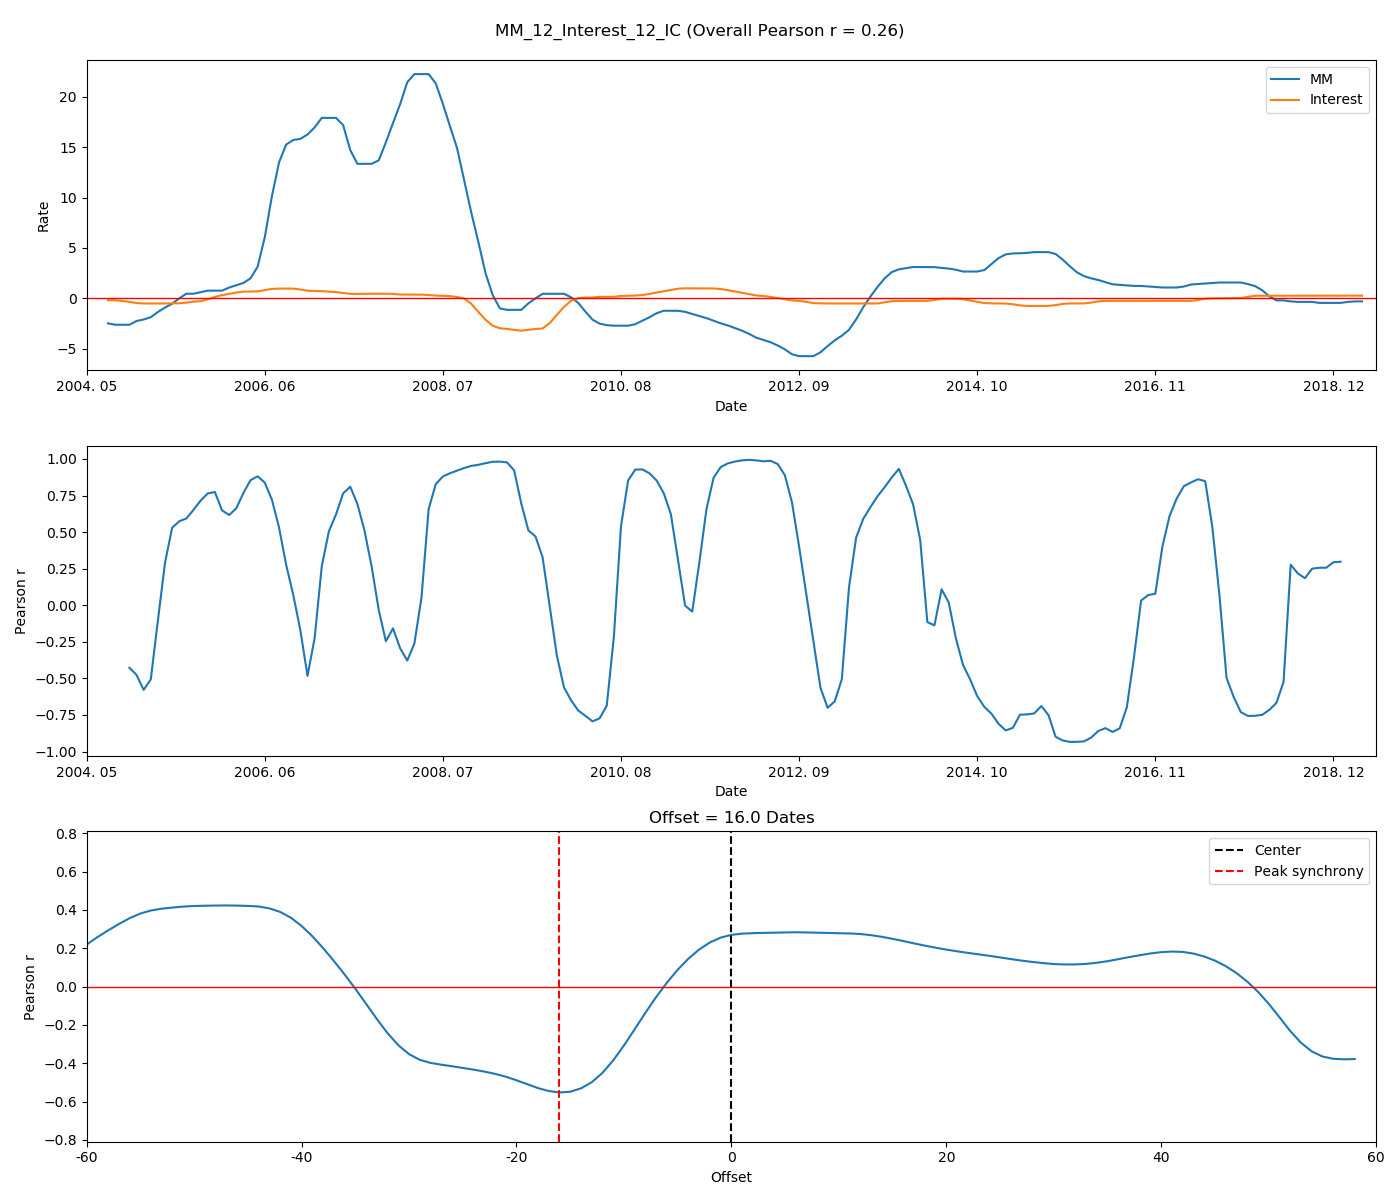 MM_12_Interest_12_IC (Overall Pearson r = 0.26)
MM
Interest
20
15
10
5
0
−5
Rate
2004. 05 2006. 06 2008. 07 2010. 08 2012. 09 2014. 10 2016. 11 2018. 12
Date
1.00
0.75
0.50
0.25
0.00
−0.25
−0.50
−0.75
−1.00
Pearson r
2004. 05 2006. 06 2008. 07 2010. 08 2012. 09 2014. 10 2016. 11 2018. 12
Date
Offset = 16.0 Dates
Center
Peak synchrony
0.8
0.6
0.4
0.2
0.0
−0.2
−0.4
−0.6
−0.8
Pearson r
-60 -40 -20 0 20 40 60
Offset